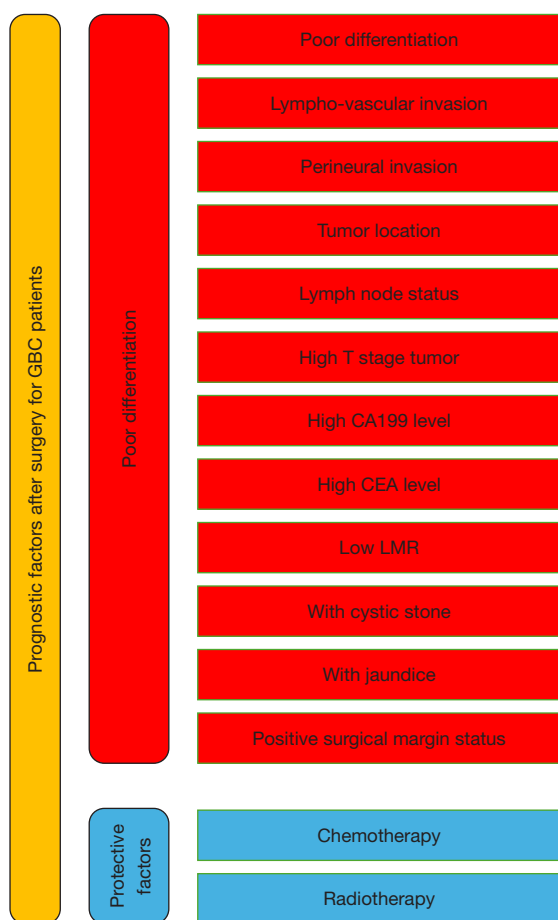 Prognostic factors after surgery for GBC patients
Poor differentiation
Poor differentiation
Lympho-vascular invasion
Perineural invasion
Tumor location
Lymph node status
High T stage tumor
High CA199 level
High CEA level
Low LMR
With cystic stone
With jaundice
Positive surgical margin status
Protective
factors
Chemotherapy
Radiotherapy